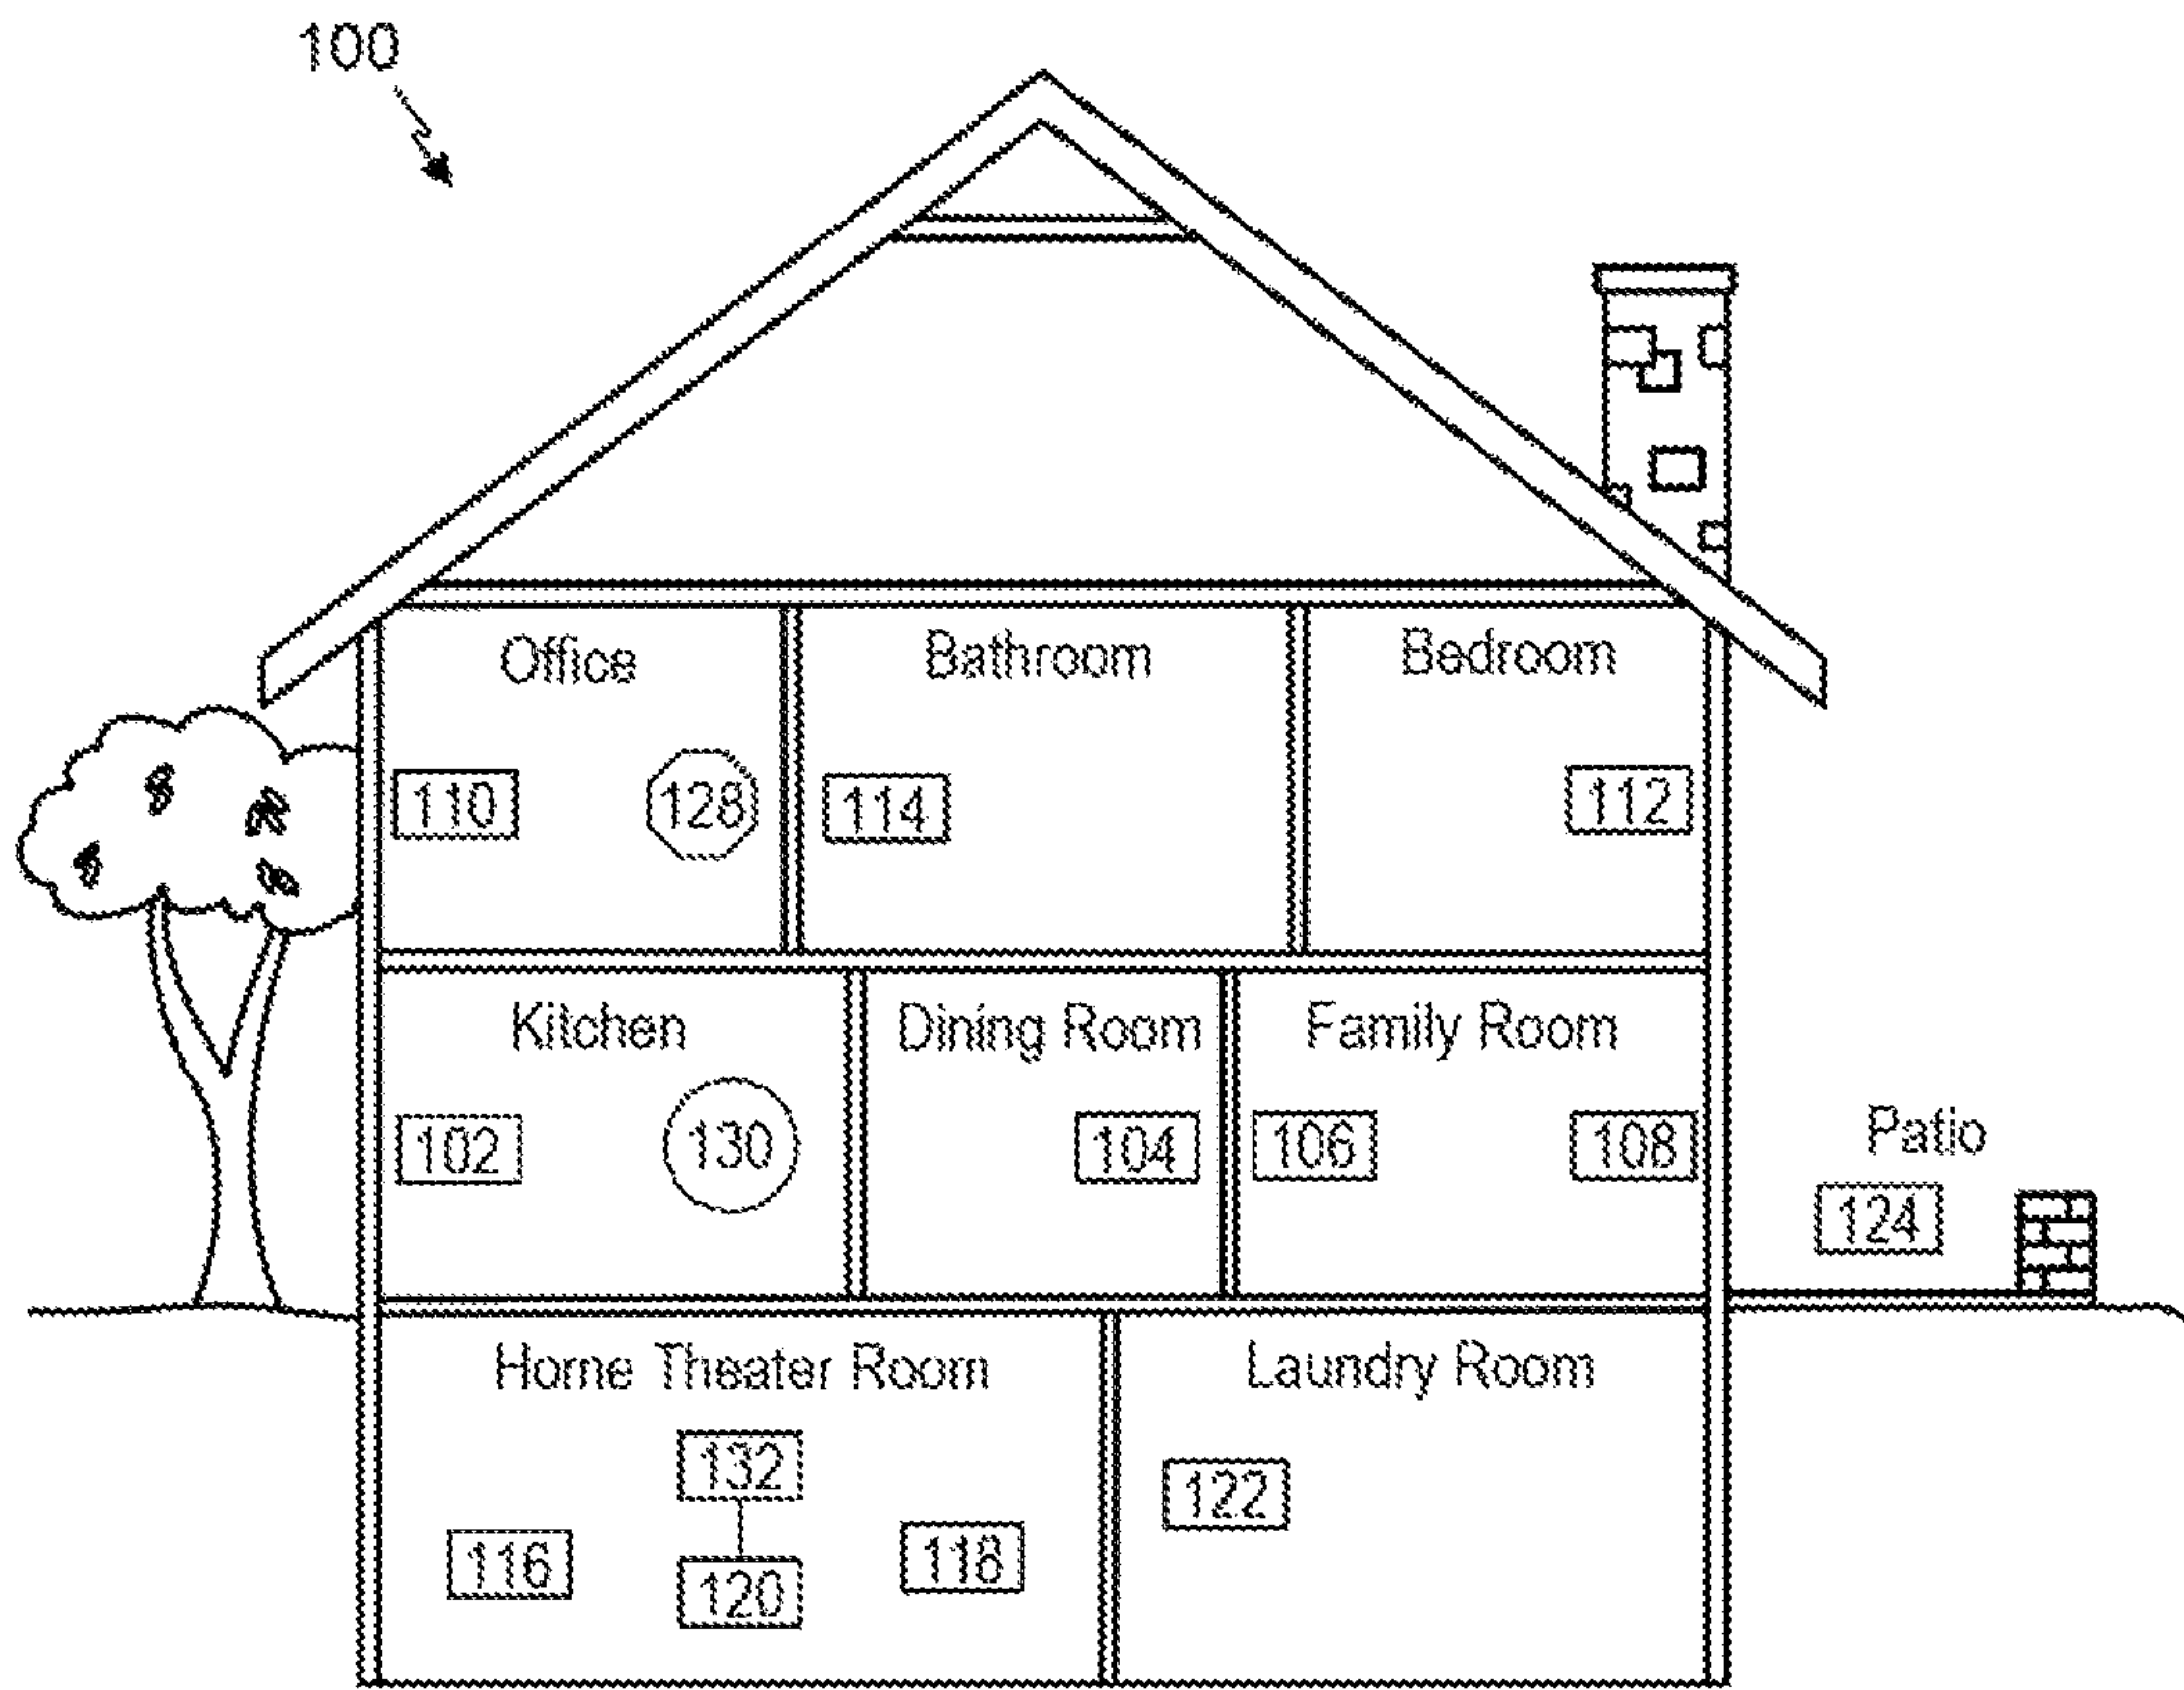 100
Office Bathroom Bedroom
110 128 114 112
Kitchen Dining Room Family Room
102 130 104 106 108
Patio
124
Home Theater Room Laundry Room
132
122
116 120 118